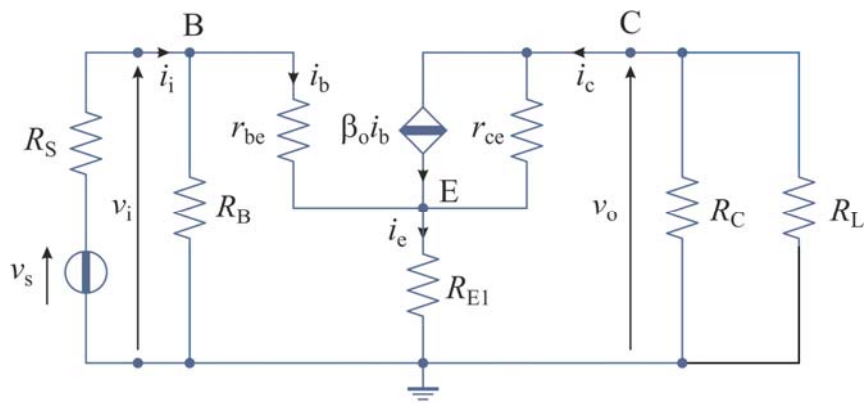 B
C
i_i
i_b
i_c
R_S
r_be
β_o i_b
r_ce
v_i
R_B
E
v_o
R_C
R_L
v_s
i_e
R_E1